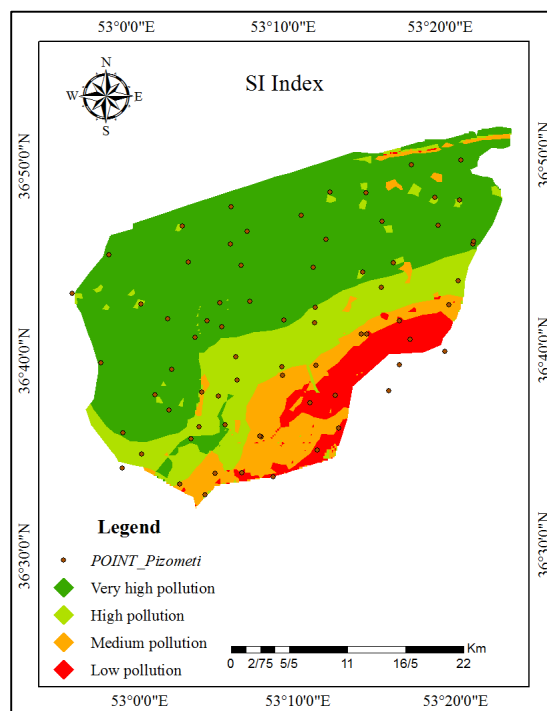 53°0'0"E 53°10'0"E 53°20'0"E
SI Index
N
W E
S
36°50'0"N 36°50'0"N
36°40'0"N 36°40'0"N
36°30'0"N 36°30'0"N
Legend
POINT_Pizometi
Very high pollution
High pollution
Medium pollution
Low pollution
Km
0 2/75 5/5 11 16/5 22
53°0'0"E 53°10'0"E 53°20'0"E